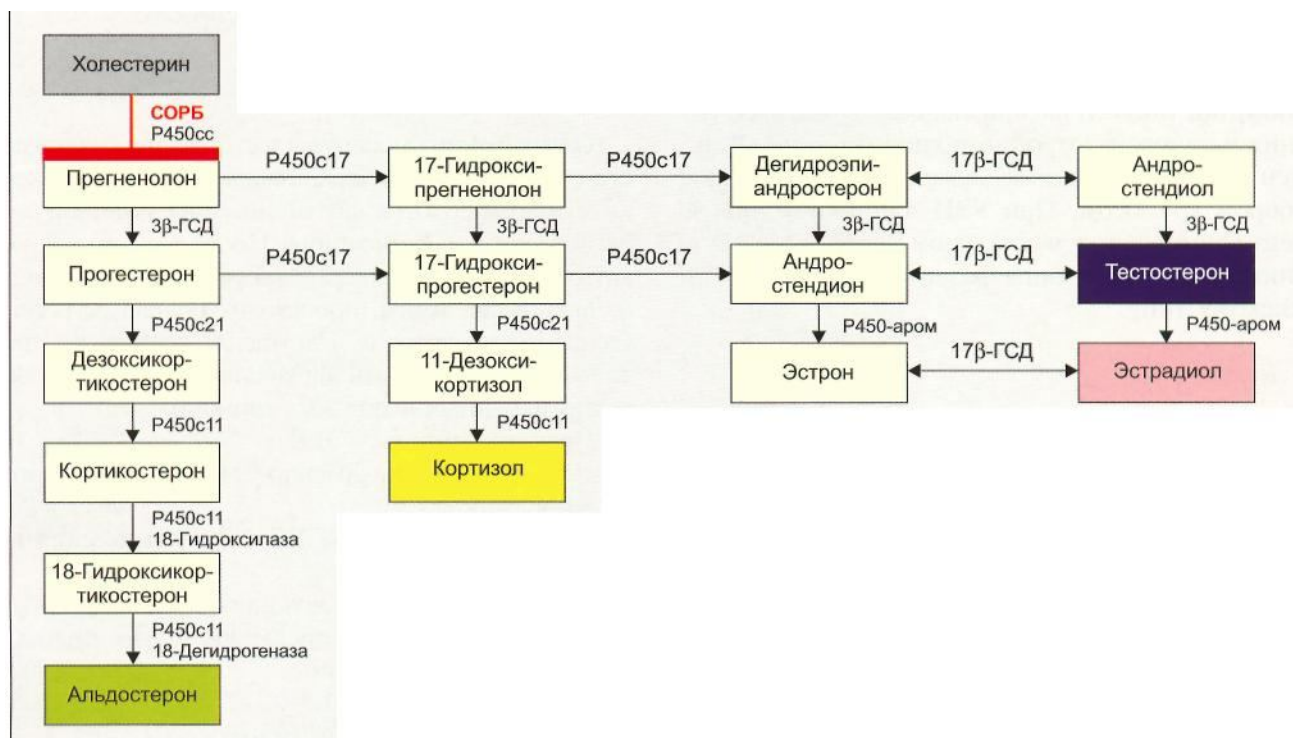 Холестерин
СОРБ
P450cc
Прегненолон
P450c17
17-Гидрокси-
прегненолон
P450c17
Дегидроэпи-
андростерон
17β-ГСД
Андро-
стендиол
3β-ГСД
3β-ГСД
3β-ГСД
3β-ГСД
Прогестерон
P450c17
17-Гидрокси-
прогестерон
P450c17
Андро-
стендион
17β-ГСД
Тестостерон
P450c21
P450c21
P450-аром
P450-аром
Дезоксикор-
тикостерон
11-Дезокси-
кортизол
Эстрон
17β-ГСД
Эстрадиол
P450c11
P450c11
Кортикостерон
Кортизол
P450c11
18-Гидроксилаза
18-Гидроксикор-
тикостерон
P450c11
18-Дегидрогеназа
Альдостерон